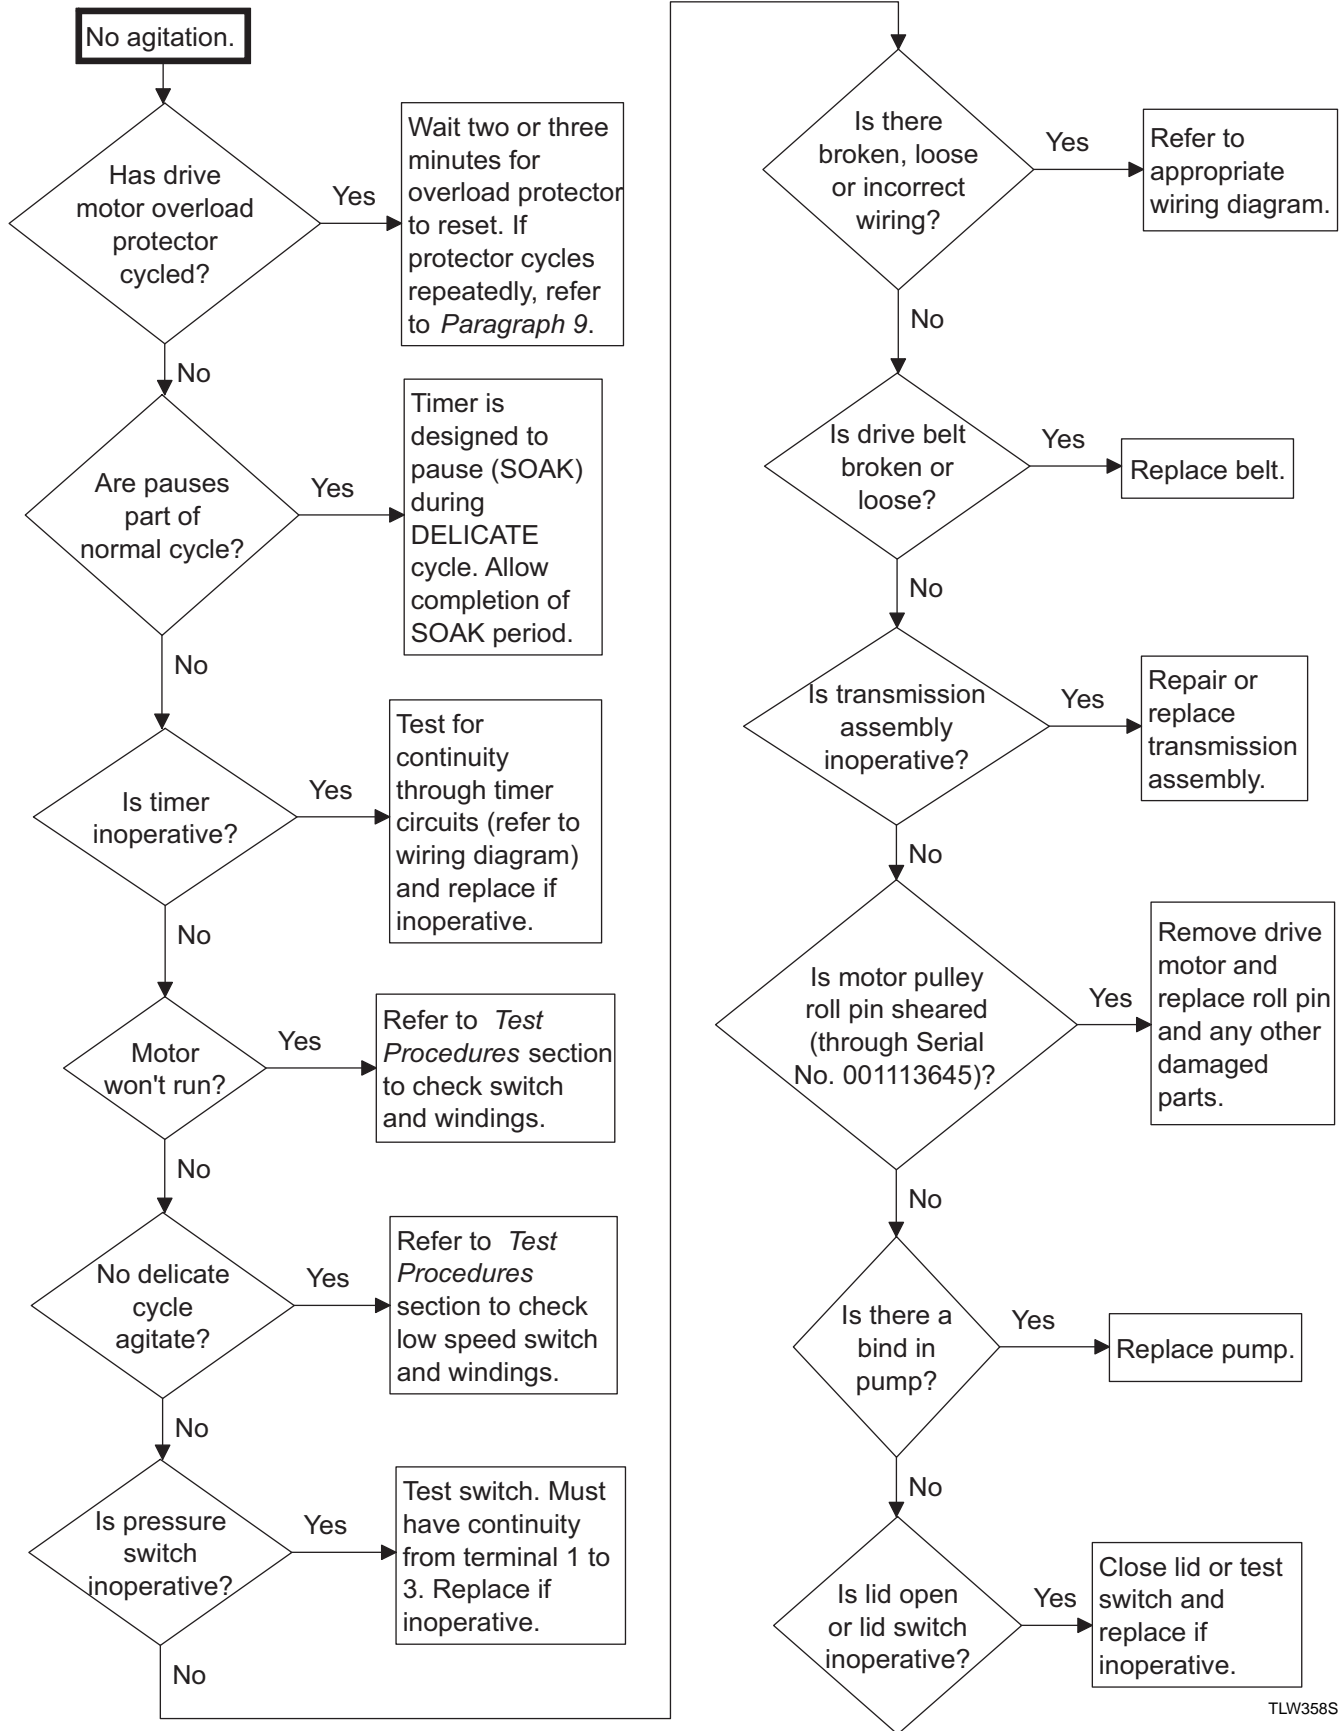 No agitation.
Has drive
motor overload
protector
cycled?
Yes
Wait two or three
minutes for
overload protector
to reset. If
protector cycles
repeatedly, refer
to Paragraph 9.
No
Are pauses
part of
normal cycle?
Yes
Timer is
designed to
pause (SOAK)
during
DELICATE
cycle. Allow
completion of
SOAK period.
No
Is timer
inoperative?
Yes
Test for
continuity
through timer
circuits (refer to
wiring diagram)
and replace if
inoperative.
No
Motor
won't run?
Yes
Refer to Test
Procedures section
to check switch
and windings.
No
No delicate
cycle
agitate?
Yes
Refer to Test
Procedures
section to check
low speed switch
and windings.
No
Is pressure
switch
inoperative?
Yes
Test switch. Must
have continuity
from terminal 1 to
3. Replace if
inoperative.
No
Is there
broken, loose
or incorrect
wiring?
Yes
Refer to
appropriate
wiring diagram.
No
Is drive belt
broken or
loose?
Yes
Replace belt.
No
Is transmission
assembly
inoperative?
Yes
Repair or
replace
transmission
assembly.
No
Is motor pulley
roll pin sheared
(through Serial
No. 001113645)?
Yes
Remove drive
motor and
replace roll pin
and any other
damaged
parts.
No
Is there a
bind in
pump?
Yes
Replace pump.
No
Is lid open
or lid switch
inoperative?
Yes
Close lid or test
switch and
replace if
inoperative.
TLW358S